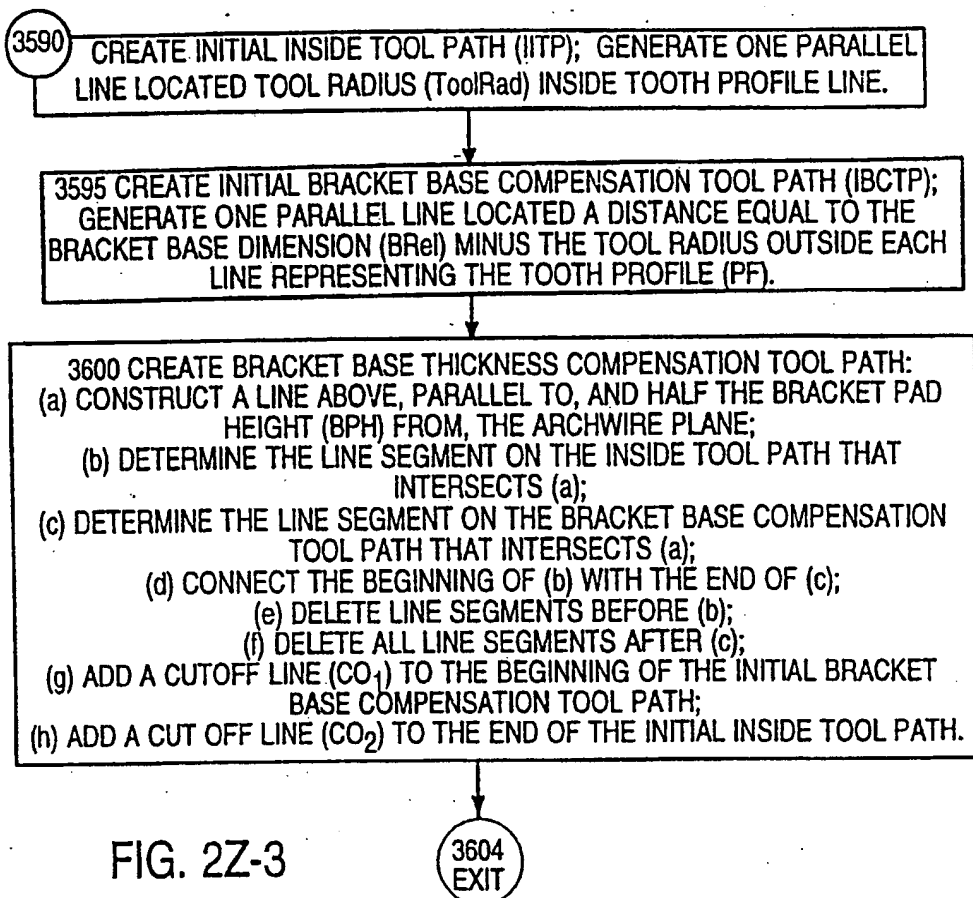 3590 CREATE INITIAL INSIDE TOOL PATH (IITP); GENERATE ONE PARALLEL
LINE LOCATED TOOL RADIUS (ToolRad) INSIDE TOOTH PROFILE LINE.
3595 CREATE INITIAL BRACKET BASE COMPENSATION TOOL PATH (IBCTP);
GENERATE ONE PARALLEL LINE LOCATED A DISTANCE EQUAL TO THE
BRACKET BASE DIMENSION (BRel) MINUS THE TOOL RADIUS OUTSIDE EACH
LINE REPRESENTING THE TOOTH PROFILE (PF).
3600 CREATE BRACKET BASE THICKNESS COMPENSATION TOOL PATH:
(a) CONSTRUCT A LINE ABOVE, PARALLEL TO, AND HALF THE BRACKET PAD
HEIGHT (BPH) FROM, THE ARCHWIRE PLANE;
(b) DETERMINE THE LINE SEGMENT ON THE INSIDE TOOL PATH THAT
INTERSECTS (a);
(c) DETERMINE THE LINE SEGMENT ON THE BRACKET BASE COMPENSATION
TOOL PATH THAT INTERSECTS (a);
(d) CONNECT THE BEGINNING OF (b) WITH THE END OF (c);
(e) DELETE LINE SEGMENTS BEFORE (b);
(f) DELETE ALL LINE SEGMENTS AFTER (c);
(g) ADD A CUTOFF LINE (CO1) TO THE BEGINNING OF THE INITIAL BRACKET
BASE COMPENSATION TOOL PATH;
(h) ADD A CUT OFF LINE (CO2) TO THE END OF THE INITIAL INSIDE TOOL PATH.
FIG. 2Z-3
3604
EXIT